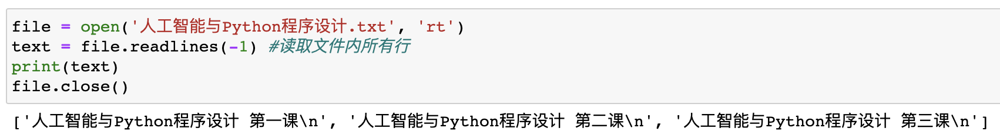 file = open('人工智能与Python程序设计.txt', 'rt')
text = file.readlines(-1) #读取文件内所有行
print(text)
file.close()
['人工智能与Python程序设计 第一课\n', '人工智能与Python程序设计 第二课\n', '人工智能与Python程序设计 第三课\n']